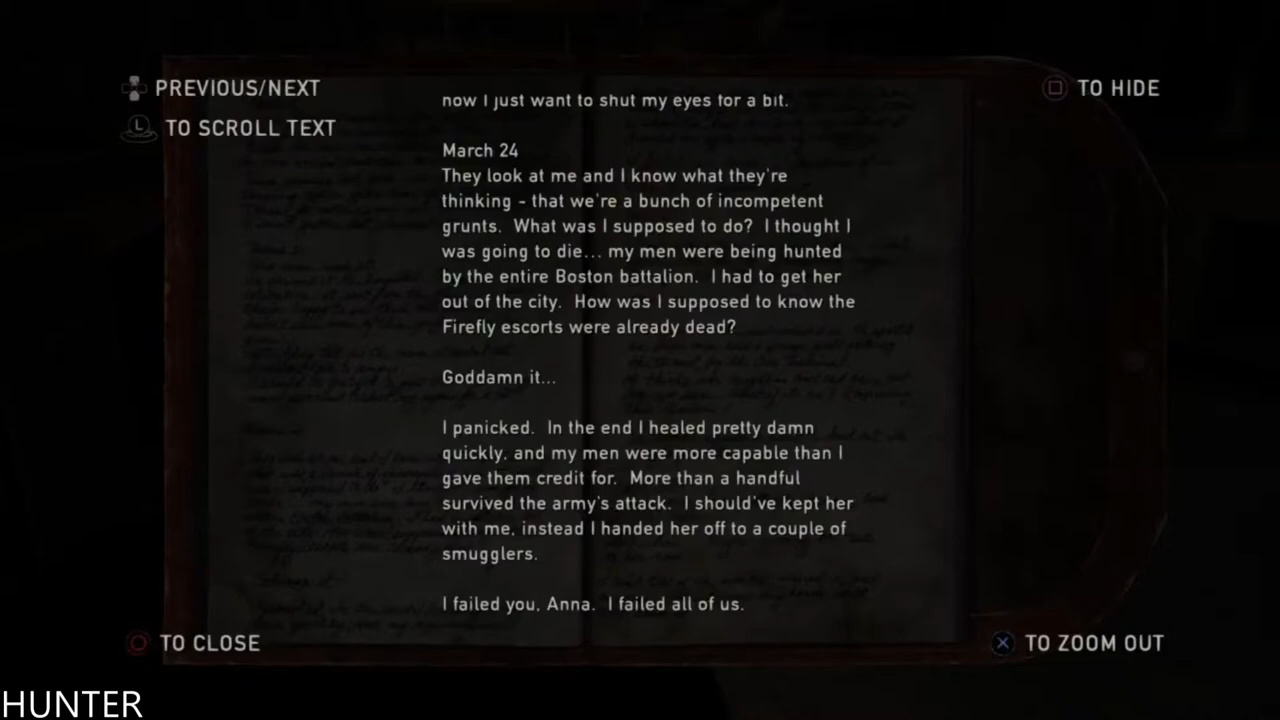 PREVIOUS/NEXT
TO SCROLL TEXT
L
TO HIDE
now I just want to shut my eyes for a bit.
March 24
They look at me and I know what they're
thinking - that we're a bunch of incompetent
grunts. What was I supposed to do? I thought I
was going to die... my men were being hunted
by the entire Boston battalion. I had to get her
out of the city. How was I supposed to know the
Firefly escorts were already dead?
Goddamn it...
I panicked. In the end I healed pretty damn
quickly, and my men were more capable than I
gave them credit for. More than a handful
survived the army's attack. I should've kept her
with me, instead I handed her off to a couple of
smugglers.
I failed you, Anna. I failed all of us.
TO CLOSE
TO ZOOM OUT
HUNTER